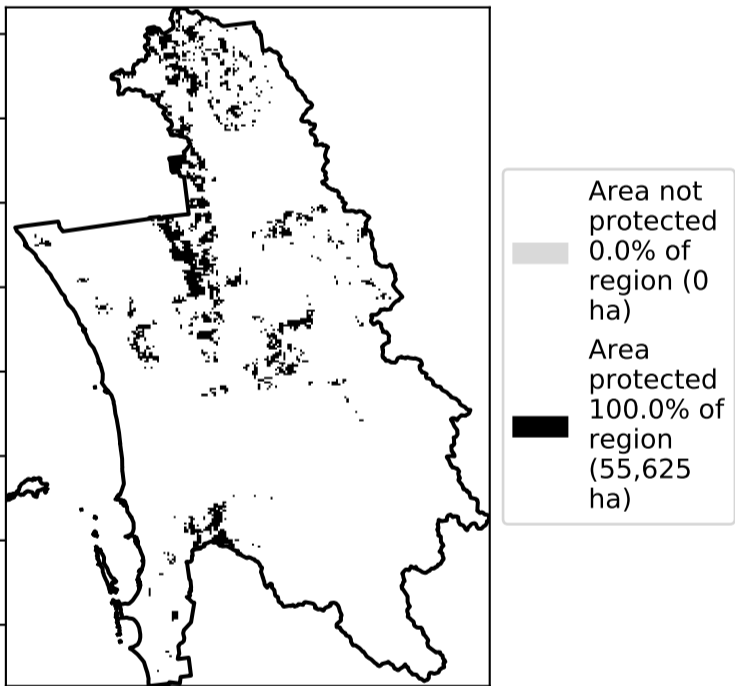 Area not
protected
0.0% of
region (0
ha)
Area
protected
100.0% of
region
(55,625
ha)